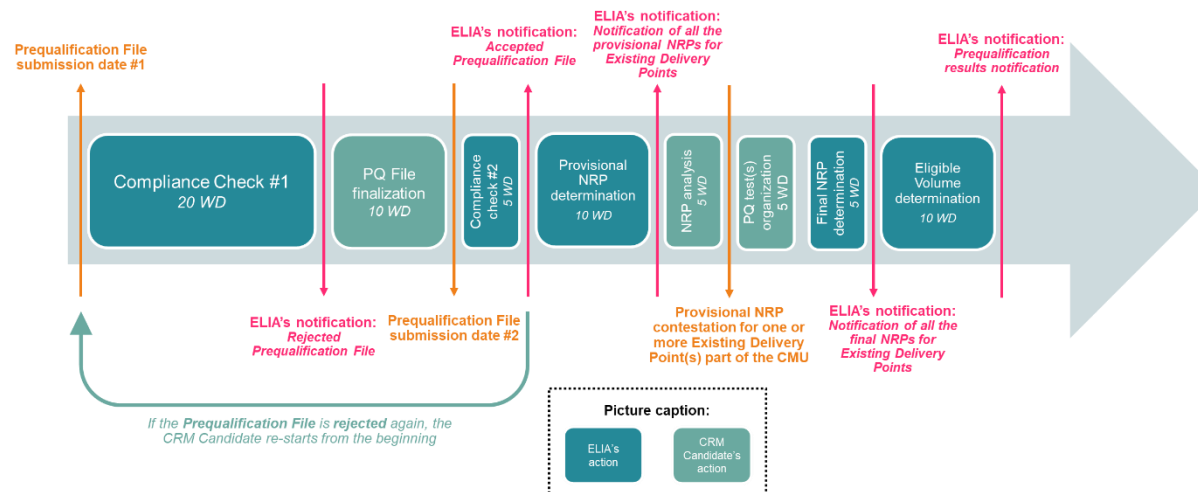 ELIA's notification:
Notification of all the
provisional NRPs for
Existing Delivery
Points
ELIA's notification:
Accepted
Prequalification File
ELIA's notification:
Prequalification
results notification
Prequalification File
submission date #1
Compliance Check #1
20 WD
PQ File
finalization
10 WD
Compliance
check #2
5 WD
Provisional
NRP
determination
10 WD
NRP analysis
5 WD
PQ test(s)
organization
5 WD
Final NRP
determination
5 WD
Eligible
Volume
determination
10 WD
ELIA's notification:
Rejected
Prequalification File
Prequalification File
submission date #2
Provisional NRP
contestation for one or
more Existing Delivery
Point(s) part of the CMU
ELIA's notification:
Notification of all the
final NRPs for
Existing Delivery
Points
If the Prequalification File is rejected again, the
CRM Candidate re-starts from the beginning
Picture caption:
ELIA's
action
CRM
Candidate's
action